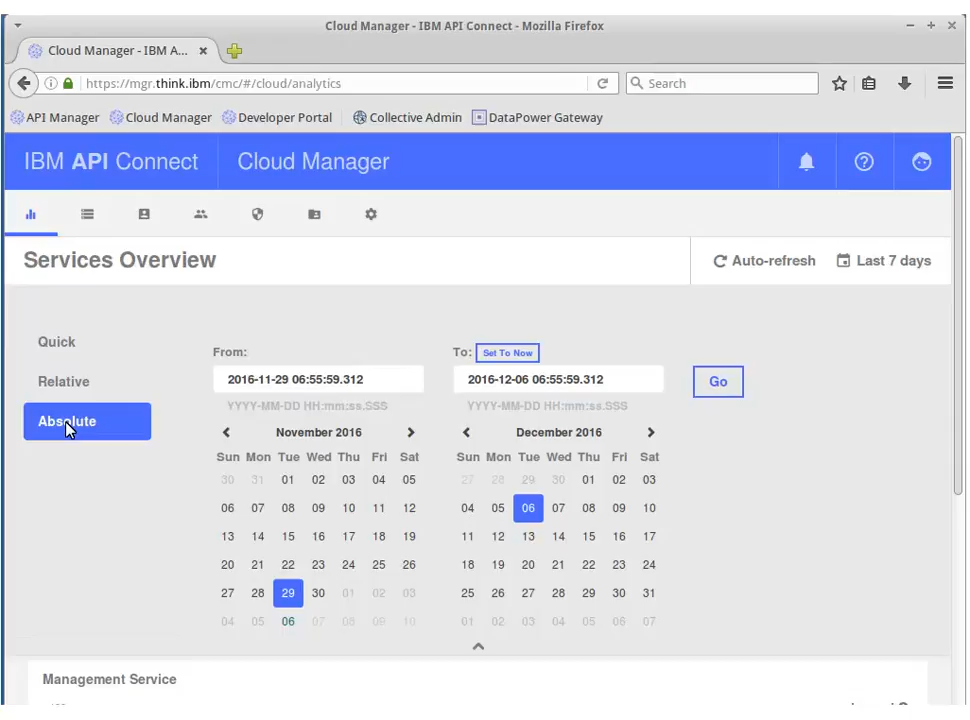 Cloud Manager - IBM API Connect - Mozilla Firefox
Cloud Manager - IBM A...
https://mgr.think.ibm/cmc/#/cloud/analytics
Search
API Manager Cloud Manager Developer Portal Collective Admin DataPower Gateway
IBM API Connect Cloud Manager
Services Overview
Auto-refresh Last 7 days
Quick
Relative
Absolute
From:
2016-11-29 06:55:59.312
YYYY-MM-DD HH:mm:ss.SSS
November 2016
Sun Mon Tue Wed Thu Fri Sat
30 31 01 02 03 04 05
06 07 08 09 10 11 12
13 14 15 16 17 18 19
20 21 22 23 24 25 26
27 28 29 30 01 02 03
04 05 06 07 08 09 10
To: Set To Now
2016-12-06 06:55:59.312
YYYY-MM-DD HH:mm:ss.SSS
December 2016
Sun Mon Tue Wed Thu Fri Sat
27 28 29 30 01 02 03
04 05 06 07 08 09 10
11 12 13 14 15 16 17
18 19 20 21 22 23 24
25 26 27 28 29 30 31
01 02 03 04 05 06 07
Go
Management Service